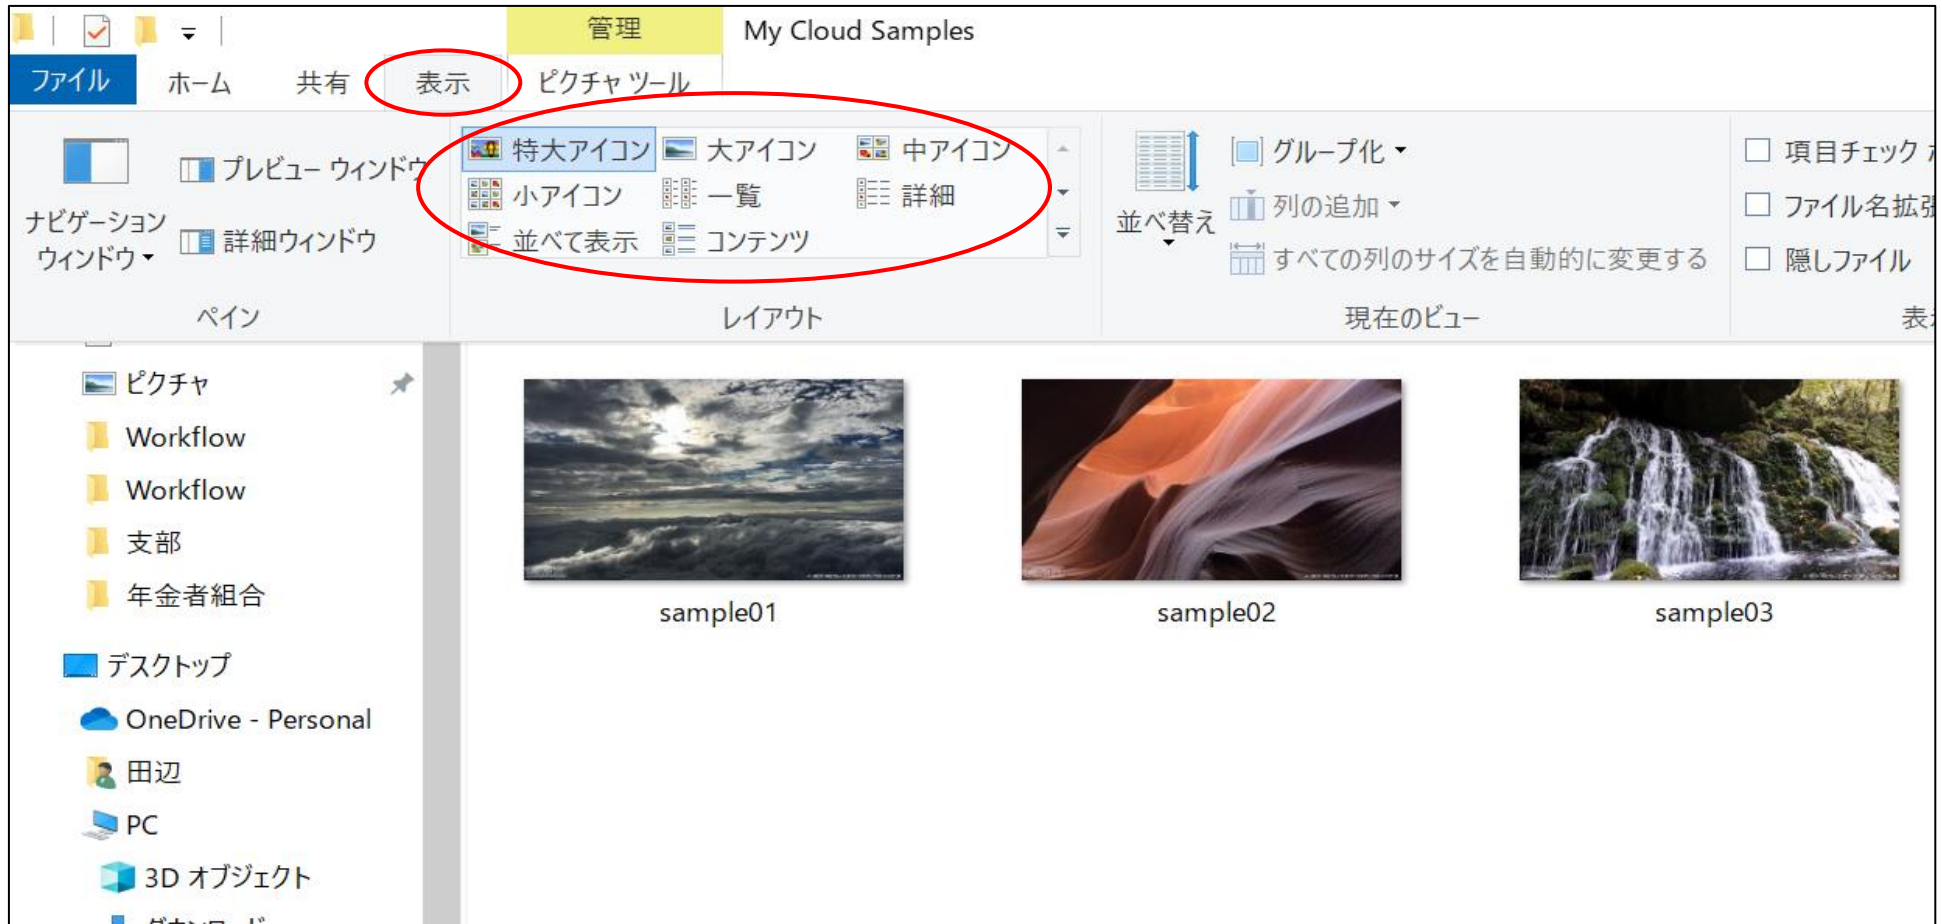 管理 My Cloud Samples
ファイル ホーム 共有 表示 ピクチャ ツール
特大アイコン 大アイコン 中アイコン
小アイコン 一覧 詳細
並べて表示 コンテンツ
ナビゲーション
ウィンドウ
プレビュー ウィンドウ
詳細ウィンドウ
並べ替え
グループ化
列の追加
すべての列のサイズを自動的に変更する
項目チェック
ファイル名拡張
隠しファイル
ペイン レイアウト 現在のビュー 表示
ピクチャ
Workflow
Workflow
支部
年金者組合
デスクトップ
OneDrive - Personal
田辺
PC
3D オブジェクト
sample01 sample02 sample03